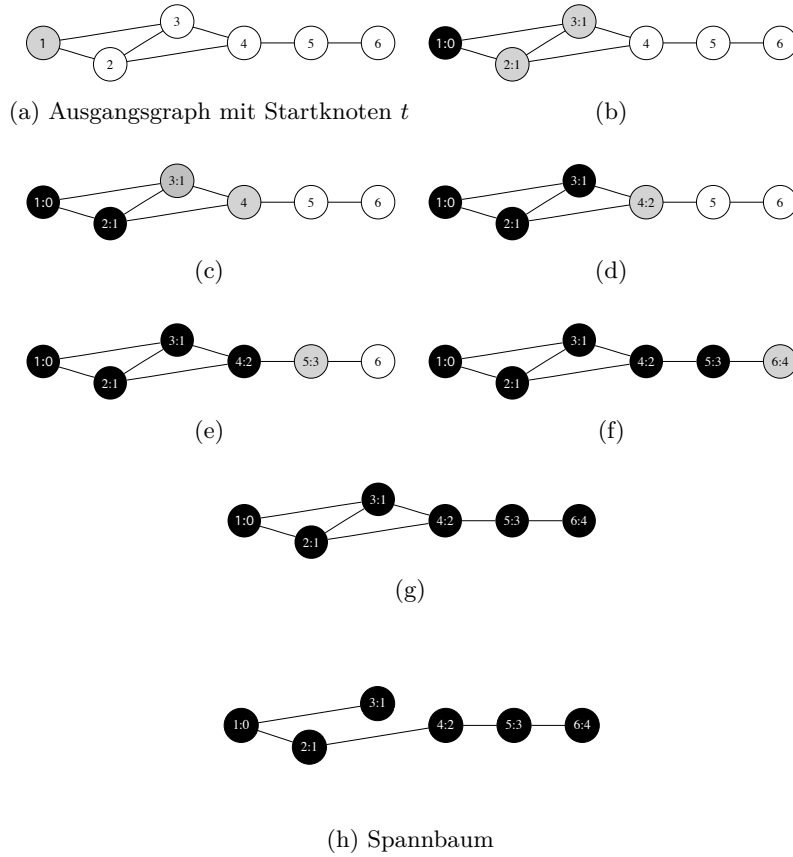 1 2 3 4 5 6
(a) Ausgangsgraph mit Startknoten t
1:0 2:1 3:1 4 5 6
(b)
1:0 2:1 3:1 4 5 6
(c)
1:0 2:1 3:1 4:2 5 6
(d)
1:0 2:1 3:1 4:2 5:3 6
(e)
1:0 2:1 3:1 4:2 5:3 6:4
(f)
1:0 2:1 3:1 4:2 5:3 6:4
(g)
1:0 2:1 3:1 4:2 5:3 6:4
(h) Spannbaum